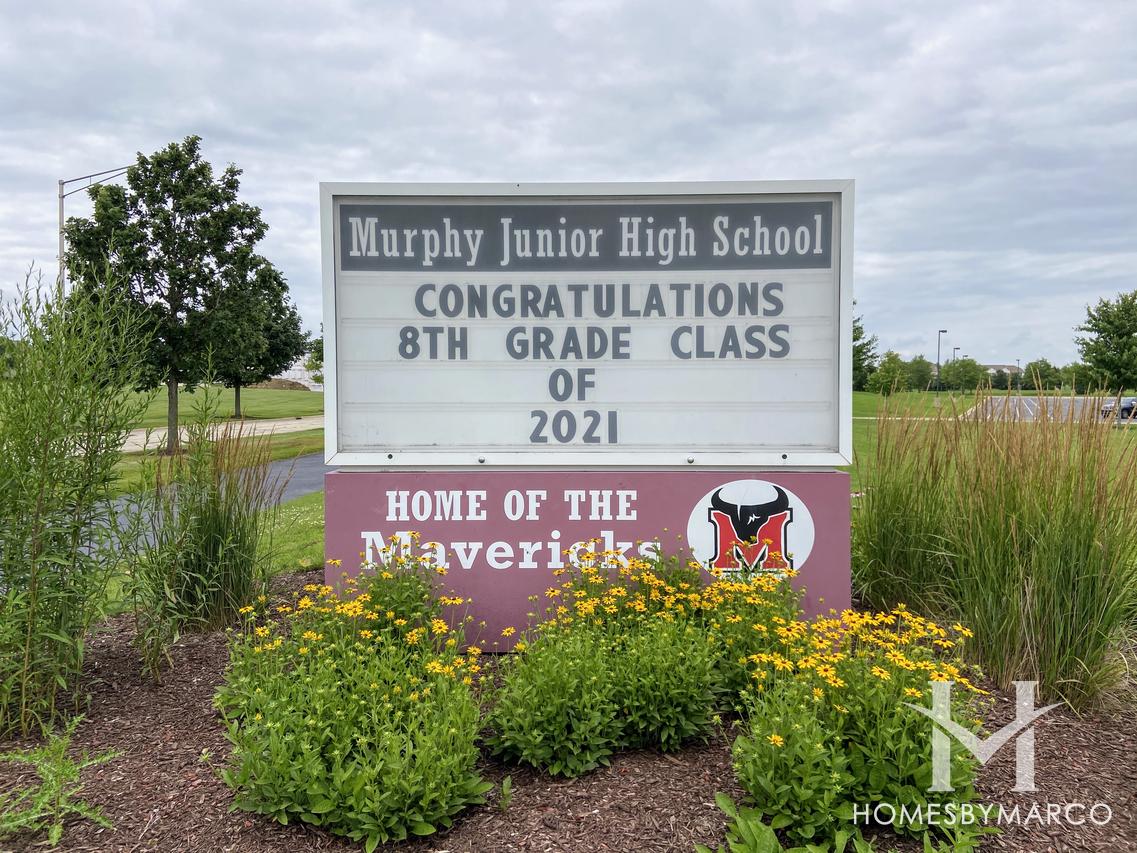 Murphy Junior High School
CONGRATULATIONS
8TH GRADE CLASS
OF
2021
HOME OF THE
Mavericks
M
HOMESBYMARCO